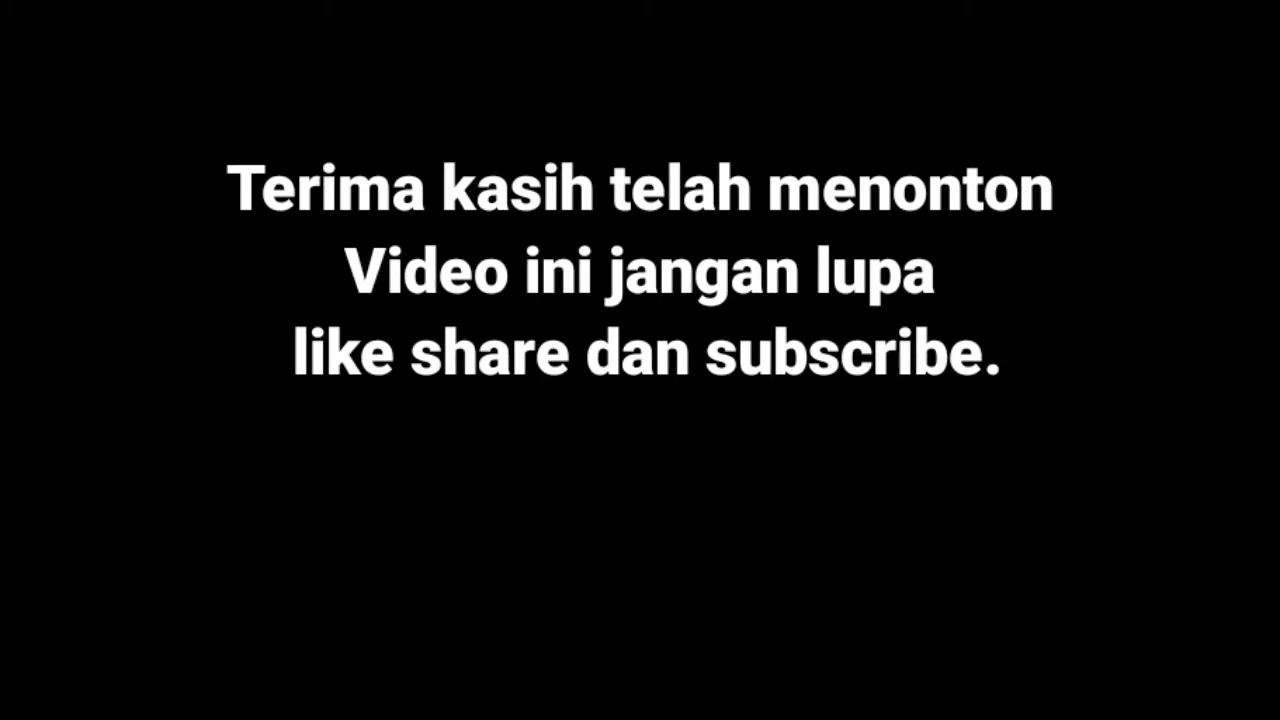 Terima kasih telah menonton
Video ini jangan lupa
like share dan subscribe.